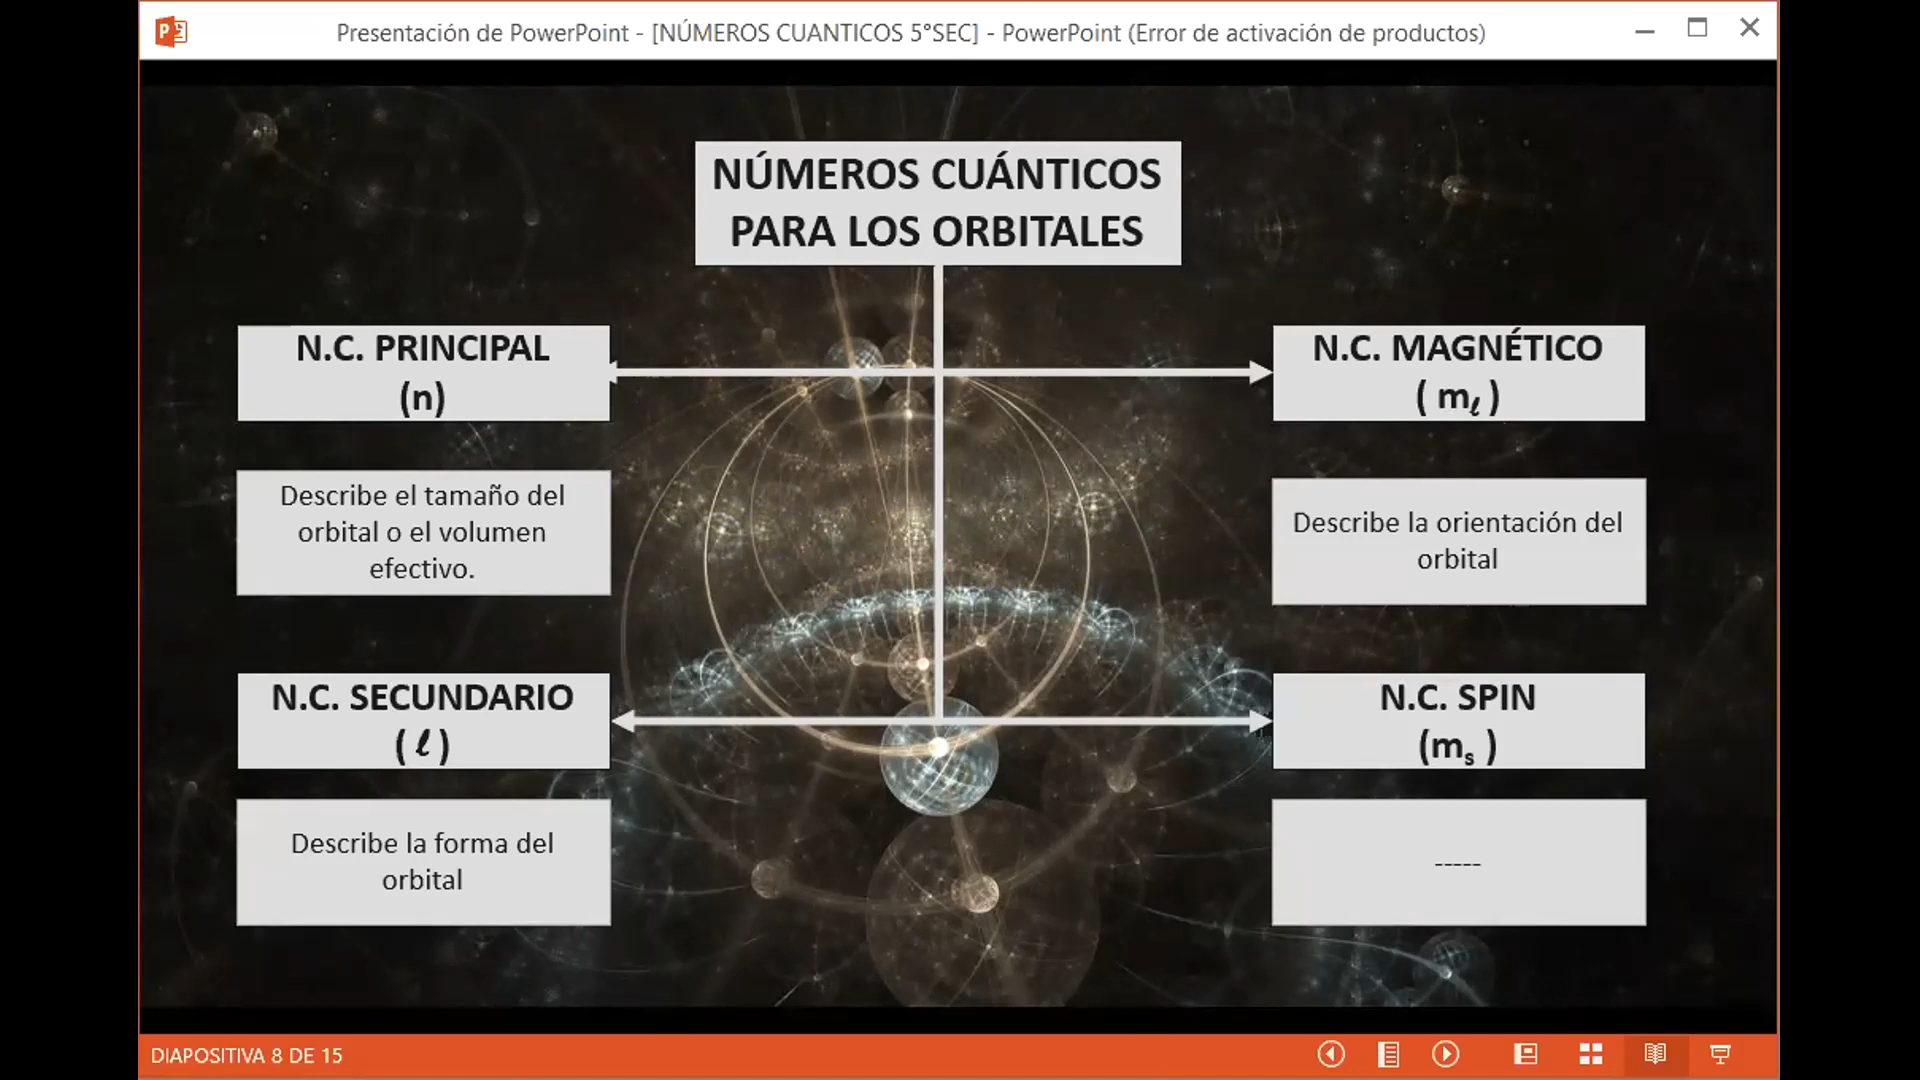 Presentación de PowerPoint - [NÚMEROS CUANTICOS 5°SEC] - PowerPoint (Error de activación de productos)
NÚMEROS CUÁNTICOS
PARA LOS ORBITALES
N.C. PRINCIPAL
(n)
Describe el tamaño del
orbital o el volumen
efectivo.
N.C. SECUNDARIO
( ℓ )
Describe la forma del
orbital
N.C. MAGNÉTICO
( mℓ )
Describe la orientación del
orbital
N.C. SPIN
(ms )
-----
DIAPOSITIVA 8 DE 15